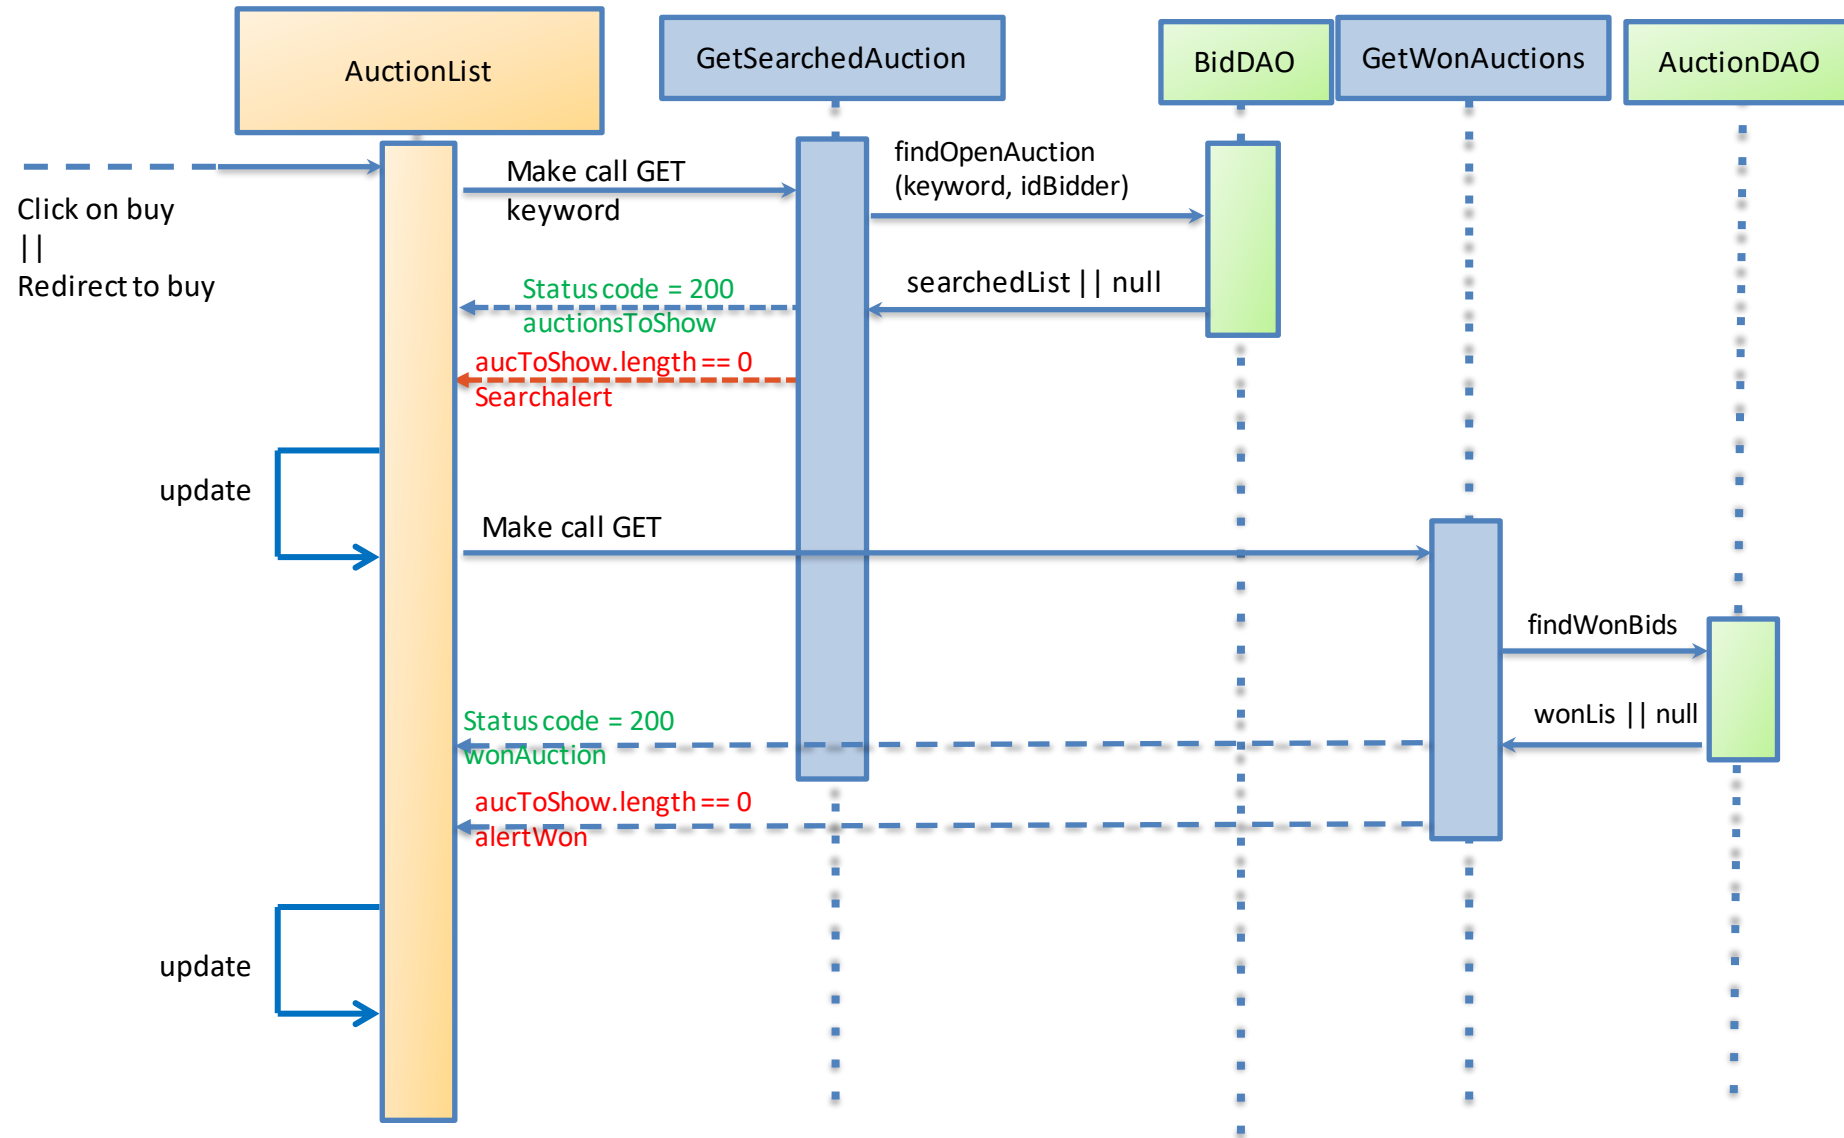 AuctionList
GetSearchedAuction
BidDAO
GetWonAuctions
AuctionDAO
Click on buy
||
Redirect to buy
Make call GET
keyword
findOpenAuction
(keyword, idBidder)
searchedList || null
Status code = 200
auctionsToShow
aucToShow.length == 0
Searchalert
update
Make call GET
findWonBids
wonLis || null
Status code = 200
wonAuction
aucToShow.length == 0
alertWon
update